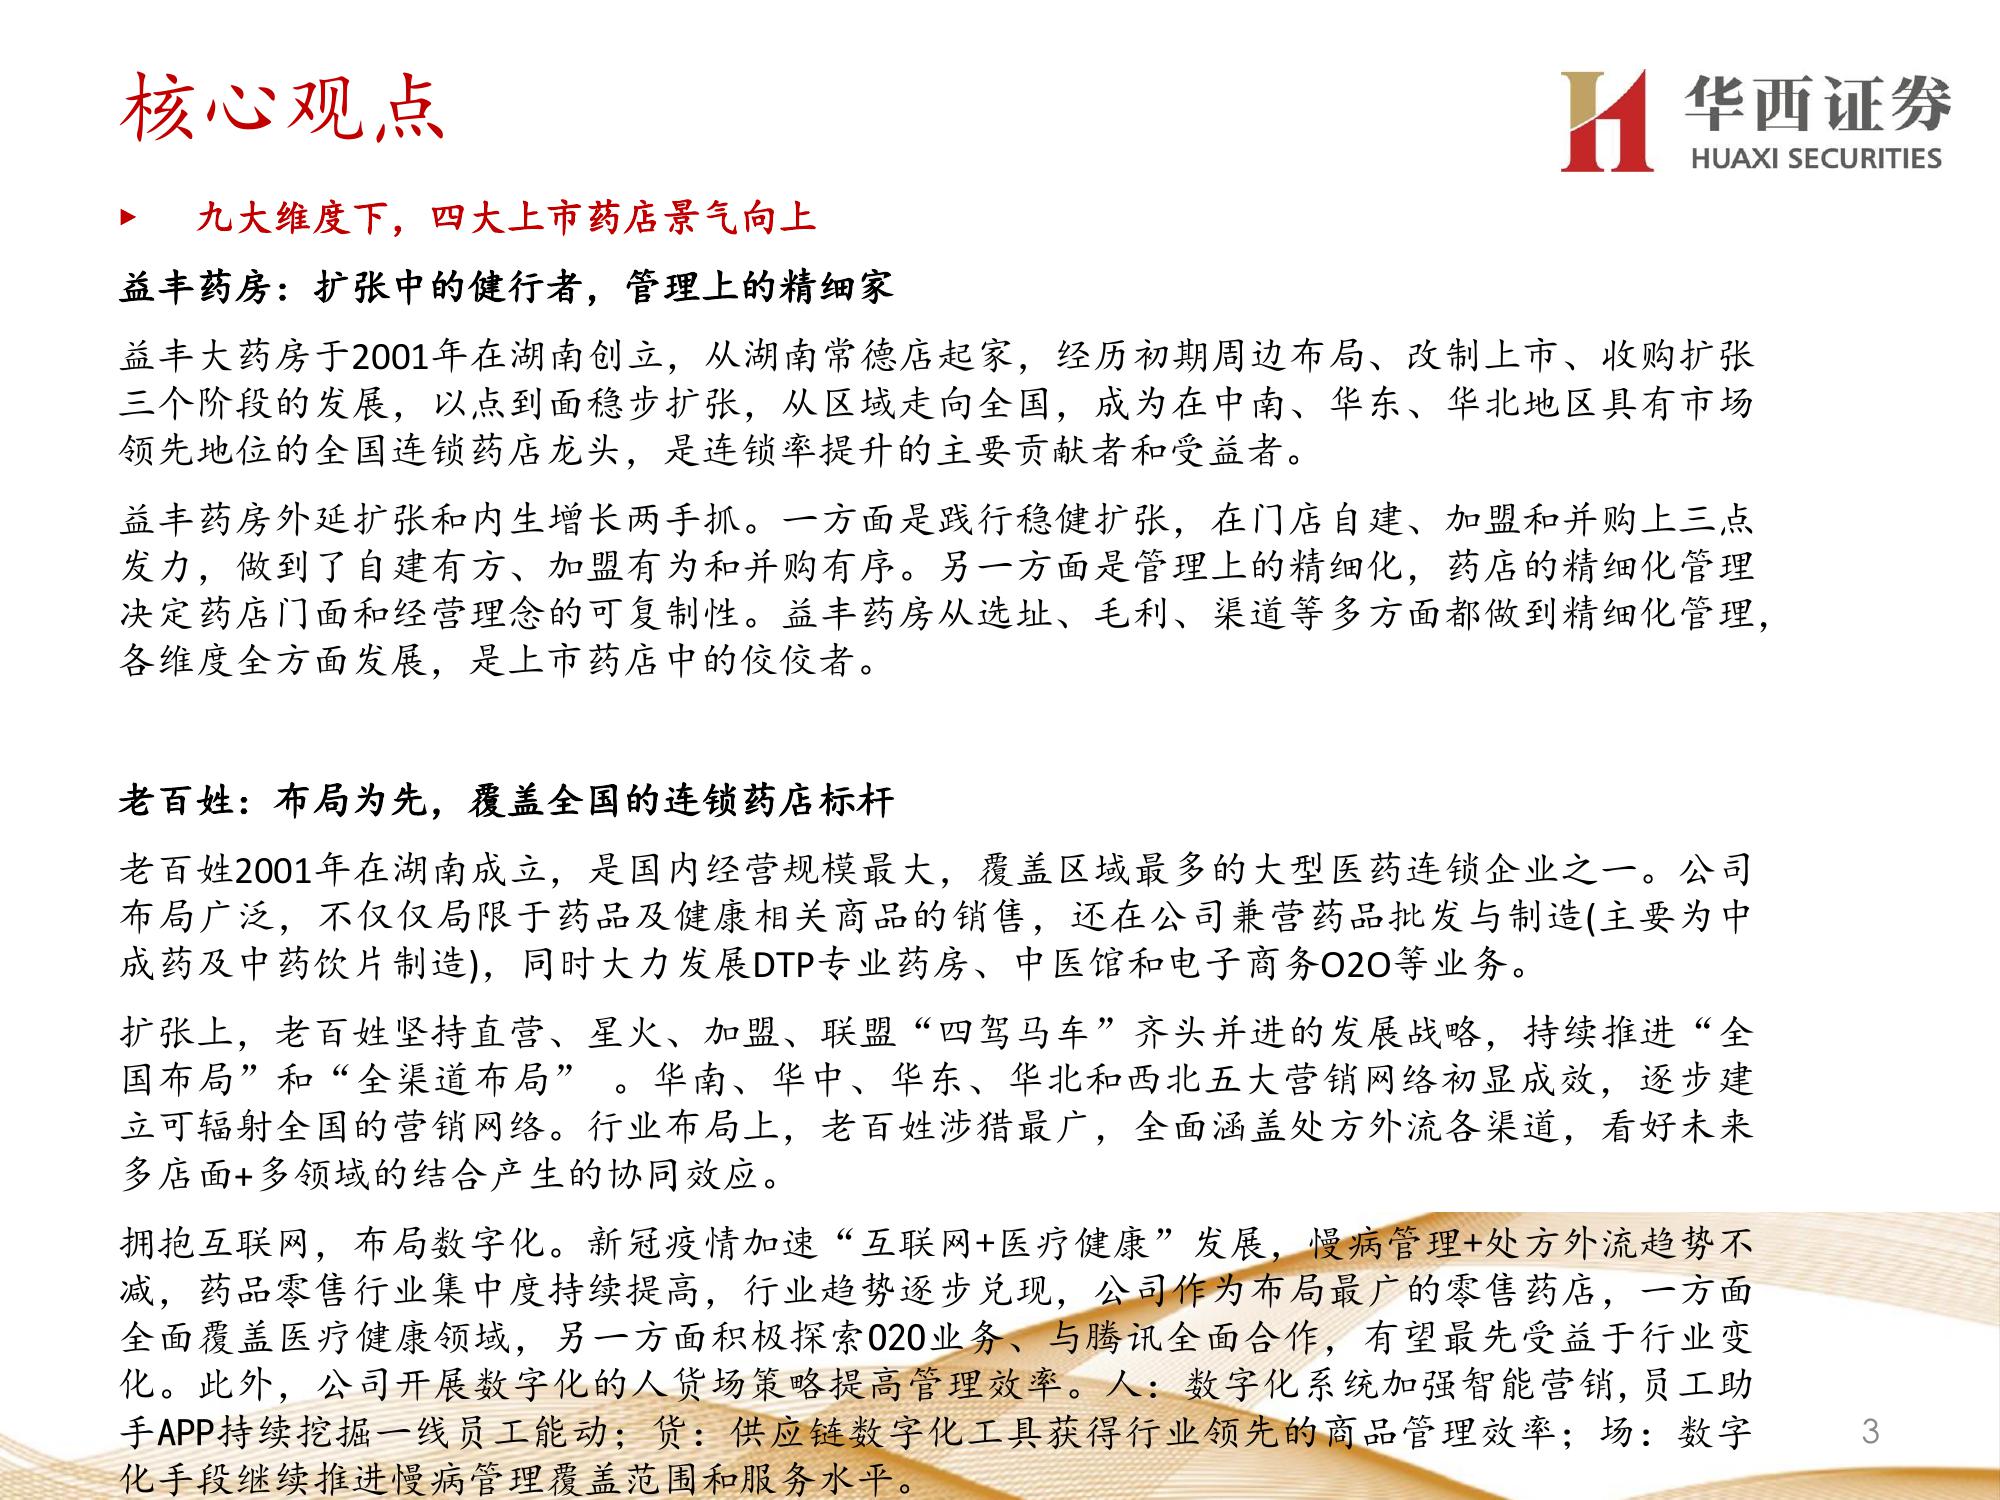 核心观点
华西证券
HUAXI SECURITIES
▸ 九大维度下，四大上市药店景气向上
益丰药房：扩张中的健行者，管理上的精细家
益丰大药房于2001年在湖南创立，从湖南常德店起家，经历初期周边布局、改制上市、收购扩张
三个阶段的发展，以点到面稳步扩张，从区域走向全国，成为在中南、华东、华北地区具有市场
领先地位的全国连锁药店龙头，是连锁率提升的主要贡献者和受益者。
益丰药房外延扩张和内生增长两手抓。一方面是践行稳健扩张，在门店自建、加盟和并购上三点
发力，做到了自建有方、加盟有为和并购有序。另一方面是管理上的精细化，药店的精细化管理
决定药店门面和经营理念的可复制性。益丰药房从选址、毛利、渠道等多方面都做到精细化管理，
各维度全方面发展，是上市药店中的佼佼者。
老百姓：布局为先，覆盖全国的连锁药店标杆
老百姓2001年在湖南成立，是国内经营规模最大，覆盖区域最多的大型医药连锁企业之一。公司
布局广泛，不仅仅局限于药品及健康相关商品的销售，还在公司兼营药品批发与制造(主要为中
成药及中药饮片制造)，同时大力发展DTP专业药房、中医馆和电子商务O2O等业务。
扩张上，老百姓坚持直营、星火、加盟、联盟“四驾马车”齐头并进的发展战略，持续推进“全
国布局”和“全渠道布局” 。华南、华中、华东、华北和西北五大营销网络初显成效，逐步建
立可辐射全国的营销网络。行业布局上，老百姓涉猎最广，全面涵盖处方外流各渠道，看好未来
多店面+多领域的结合产生的协同效应。
拥抱互联网，布局数字化。新冠疫情加速“互联网+医疗健康”发展，慢病管理+处方外流趋势不
减，药品零售行业集中度持续提高，行业趋势逐步兑现，公司作为布局最广的零售药店，一方面
全面覆盖医疗健康领域，另一方面积极探索O2O业务、与腾讯全面合作，有望最先受益于行业变
化。此外，公司开展数字化的人货场策略提高管理效率。人：数字化系统加强智能营销,员工助
手APP持续挖掘一线员工能动；货：供应链数字化工具获得行业领先的商品管理效率；场：数字
化手段继续推进慢病管理覆盖范围和服务水平。
3